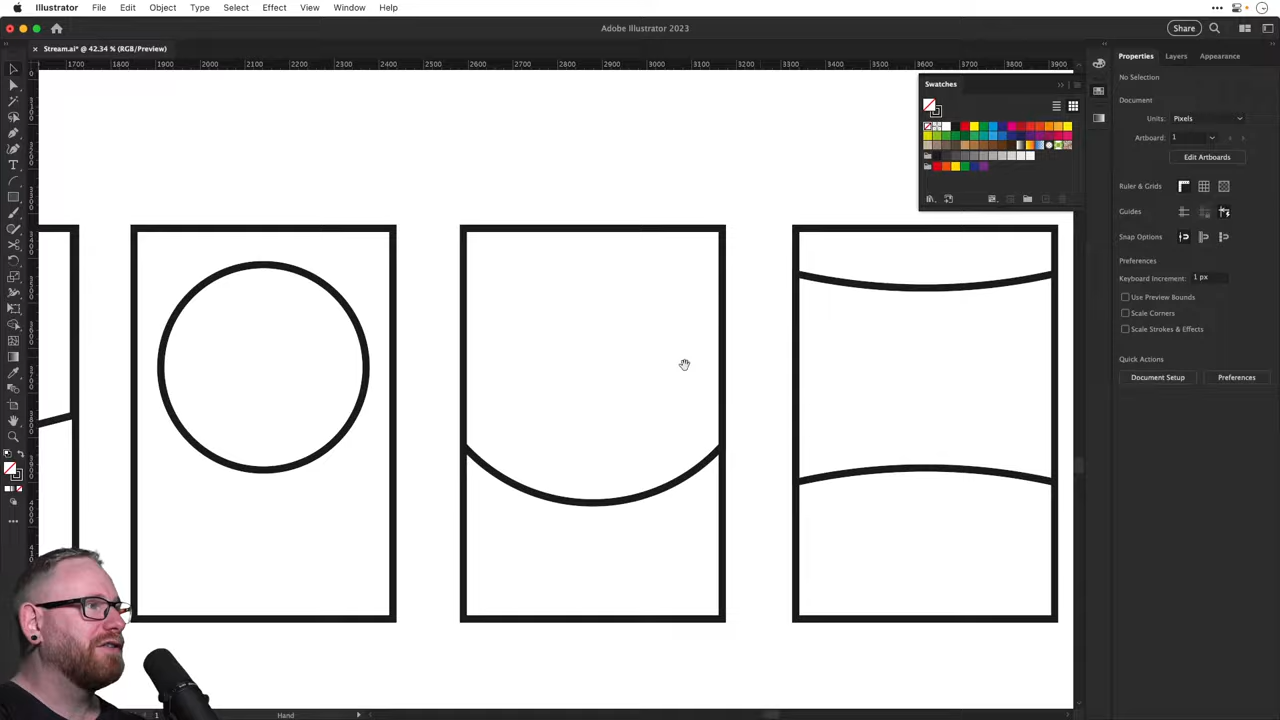 Illustrator File Edit Object Type Select Effect View Window Help
Adobe Illustrator 2023
Share
Stream.ai* @ 42.34 % (RGB/Preview)
1700 1800 1900 2000 2100 2200 2300 2400 2500 2600 2700 2800 2900 3000 3100 3200 3300 3400 3500 3600 3700 3800 3900
Swatches
Properties Layers Appearance
No Selection
Document
Units: Pixels
Artboard: 1
Edit Artboards
Ruler & Grids
Guides
Snap Options
Preferences
Keyboard Increment: 1 px
Use Preview Bounds
Scale Corners
Scale Strokes & Effects
Quick Actions
Document Setup Preferences
1 Hand